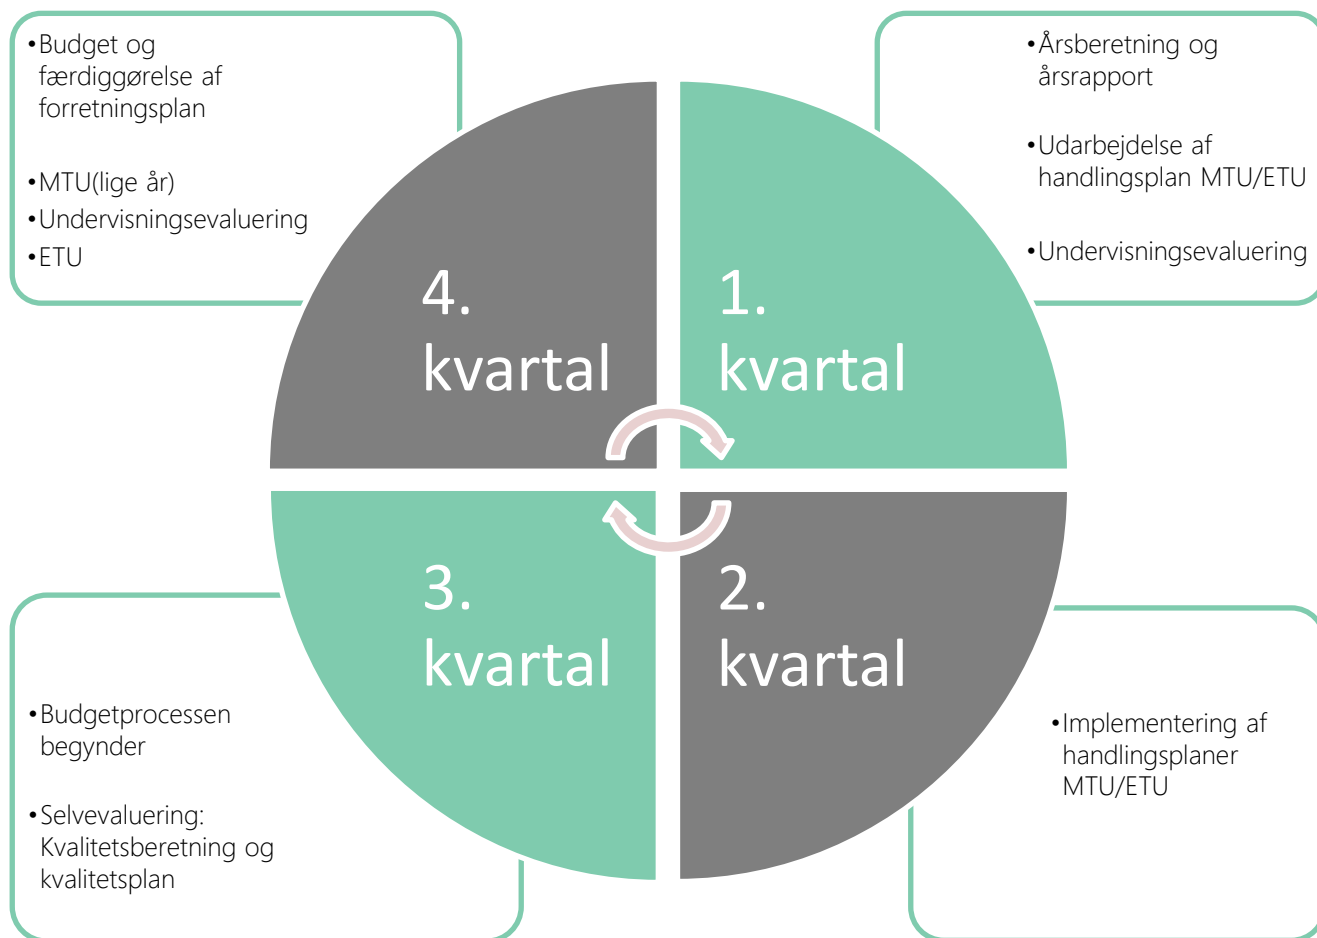 •Budget og
færdiggørelse af
forretningsplan
•MTU(lige år)
•Undervisningsevaluering
•ETU
•Årsberetning og
årsrapport
•Udarbejdelse af
handlingsplan MTU/ETU
•Undervisningsevaluering
4.
kvartal
1.
kvartal
3.
kvartal
2.
kvartal
•Budgetprocessen
begynder
•Selvevaluering:
Kvalitetsberetning og
kvalitetsplan
•Implementering af
handlingsplaner
MTU/ETU